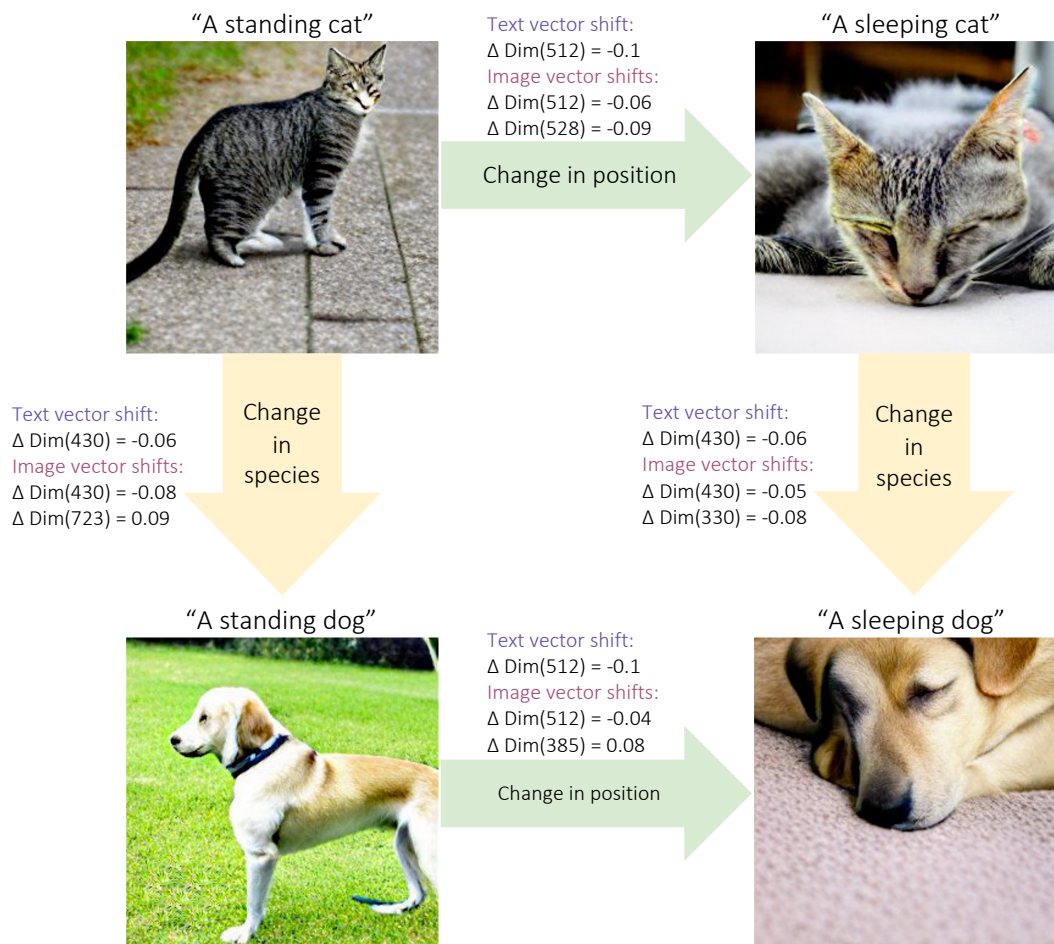 “A standing cat”
Text vector shift:
Δ Dim(512) = -0.1
Image vector shifts:
Δ Dim(512) = -0.06
Δ Dim(528) = -0.09
Change in position
“A sleeping cat”
Text vector shift:
Δ Dim(430) = -0.06
Image vector shifts:
Δ Dim(430) = -0.08
Δ Dim(723) = 0.09
Change
in
species
Text vector shift:
Δ Dim(430) = -0.06
Image vector shifts:
Δ Dim(430) = -0.05
Δ Dim(330) = -0.08
Change
in
species
“A standing dog”
Text vector shift:
Δ Dim(512) = -0.1
Image vector shifts:
Δ Dim(512) = -0.04
Δ Dim(385) = 0.08
Change in position
“A sleeping dog”